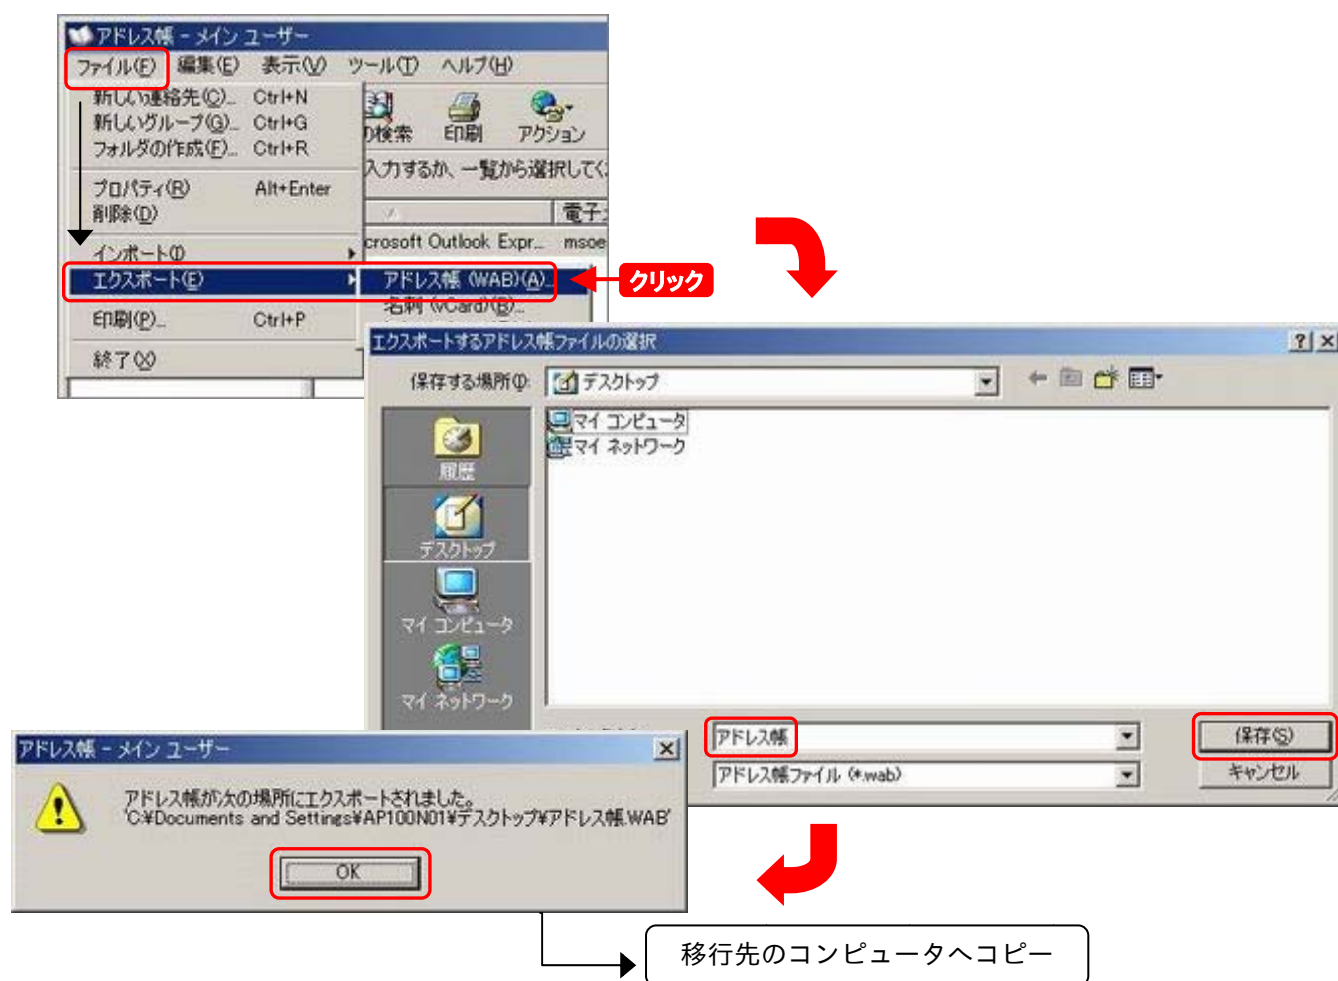 アドレス帳 - メイン ユーザー
ファイル(F) 編集(E) 表示(V) ツール(T) ヘルプ(H)
新しい連絡先(C)... Ctrl+N
新しいグループ(G)... Ctrl+G
フォルダの作成(F)... Ctrl+R
の検索 印刷 アクション
入力するか、一覧から選択してく
プロパティ(R) Alt+Enter
削除(D)
電子
crosoft Outlook Expr... msoe
インポート(I)
エクスポート(E)
アドレス帳 (WAB)(A)...
クリック
名刺 (vCard)(B)...
印刷(P)... Ctrl+P
終了(X)
エクスポートするアドレス帳ファイルの選択
保存する場所(I): デスクトップ
マイ コンピュータ
マイ ネットワーク
履歴
デスクトップ
マイ コンピュータ
マイ ネットワーク
アドレス帳
保存(S)
アドレス帳ファイル (*.wab)
キャンセル
アドレス帳 - メイン ユーザー
アドレス帳が次の場所にエクスポートされました。
'C:¥Documents and Settings¥AP100N01¥デスクトップ¥アドレス帳.WAB'
OK
移行先のコンピュータへコピー